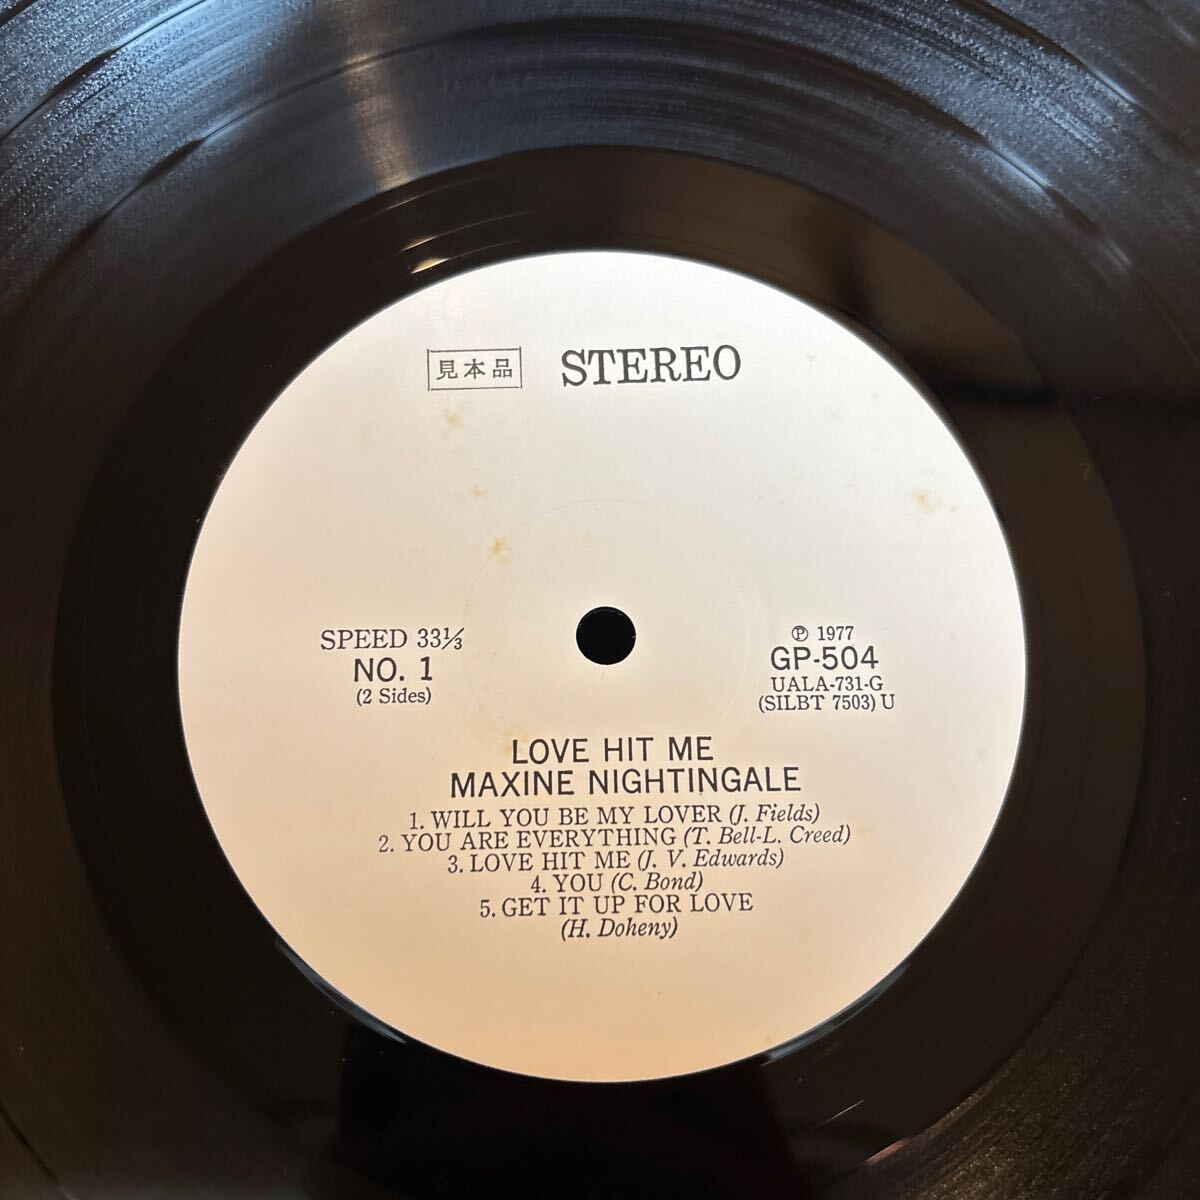 見本品 STEREO
SPEED 33⅓
NO. 1
(2 Sides)
℗ 1977
GP-504
UALA-731-G
(SILBT 7503) U
LOVE HIT ME
MAXINE NIGHTINGALE
1. WILL YOU BE MY LOVER (J. Fields)
2. YOU ARE EVERYTHING (T. Bell-L. Creed)
3. LOVE HIT ME (J. V. Edwards)
4. YOU (C. Bond)
5. GET IT UP FOR LOVE
(H. Doheny)